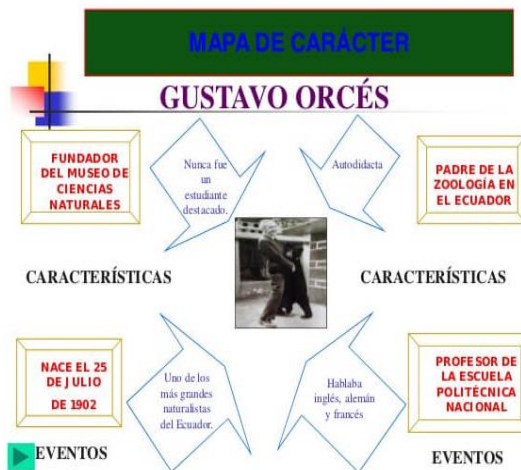 MAPA DE CARÁCTER
GUSTAVO ORCÉS
FUNDADOR
DEL MUSEO DE
CIENCIAS
NATURALES
Nunca fue
un
estudiante
destacado.
Autodidacta
PADRE DE LA
ZOOLOGÍA EN
EL ECUADOR
CARACTERÍSTICAS
CARACTERÍSTICAS
NACE EL 25
DE JULIO
DE 1902
Uno de los
más grandes
naturalistas
del Ecuador.
Hablaba
inglés, alemán
y francés
PROFESOR DE
LA ESCUELA
POLITÉCNICA
NACIONAL
EVENTOS
EVENTOS